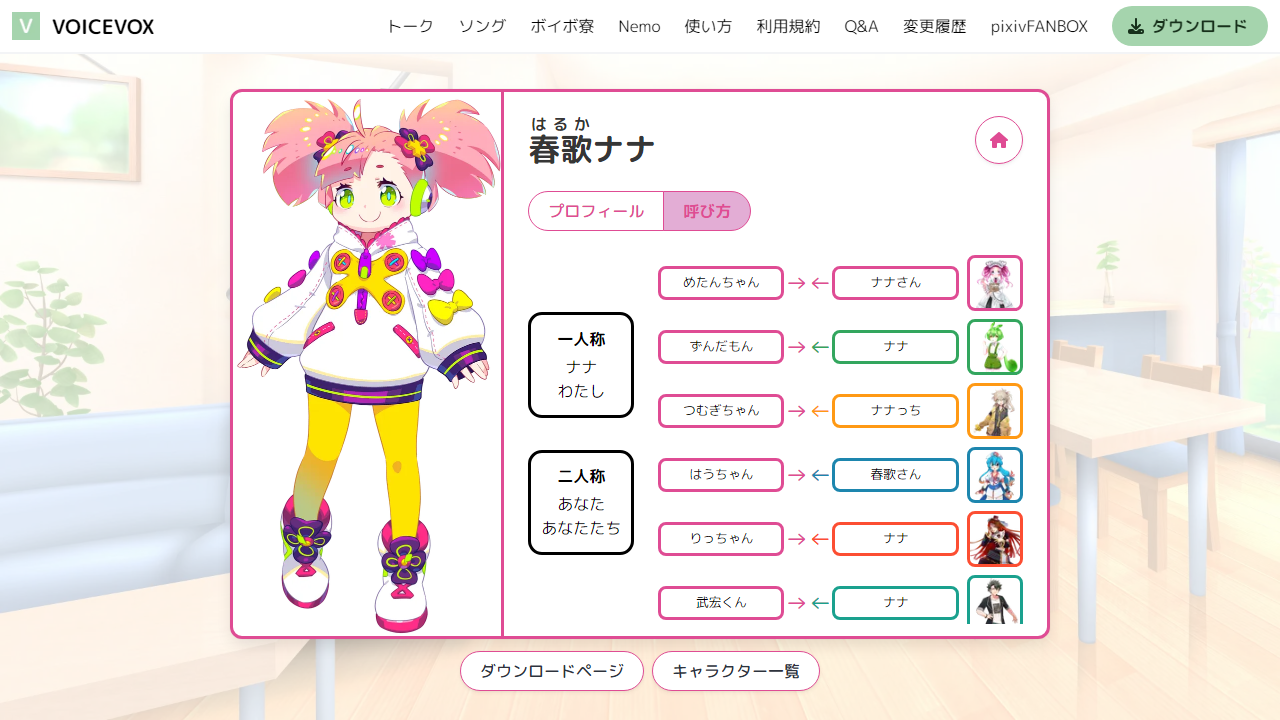 V VOICEVOX トーク ソング ボイボ寮 Nemo 使い方 利用規約 Q&A 変更履歴 pixivFANBOX ダウンロード
はるか
春歌ナナ
プロフィール 呼び方
めたんちゃん → ← ナナさん
ずんだもん → ← ナナ
つむぎちゃん → ← ナナっち
はうちゃん → ← 春歌さん
りっちゃん → ← ナナ
武宏くん → ← ナナ
一人称
ナナ
わたし
二人称
あなた
あなたたち
ダウンロードページ キャラクター一覧